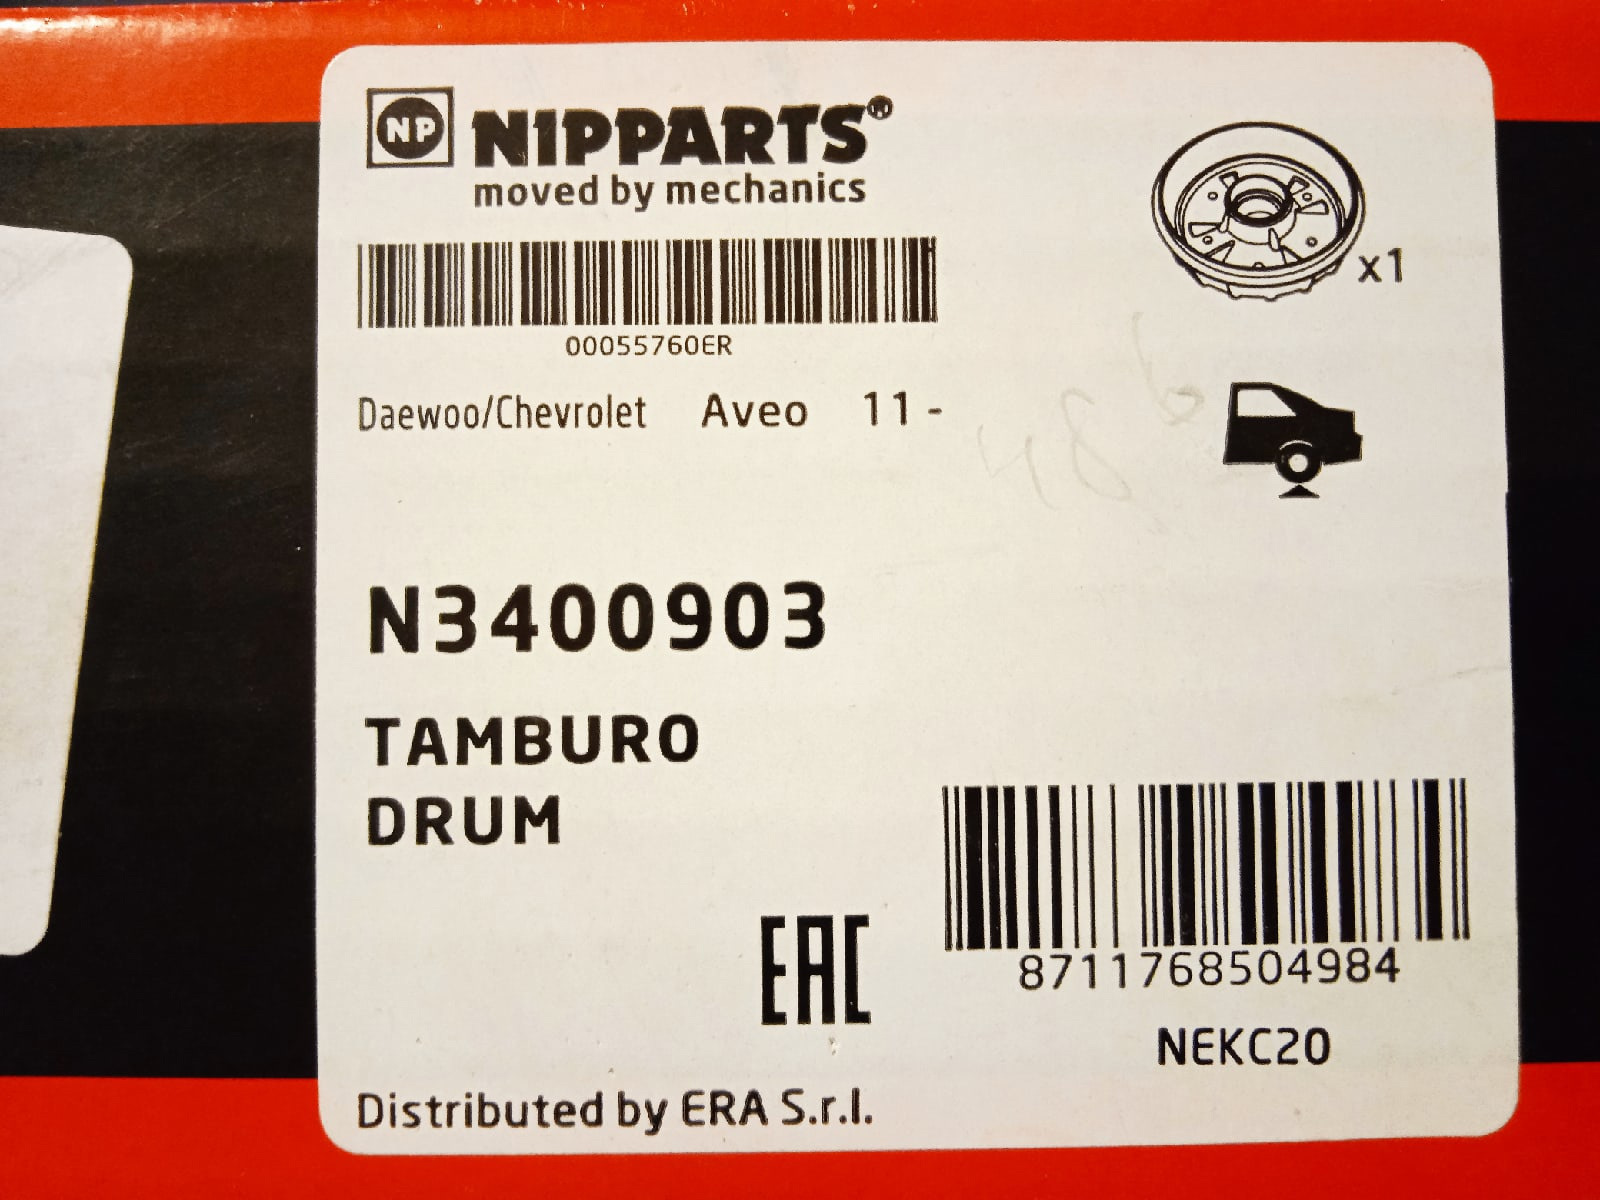 NP NIPPARTS®
moved by mechanics
x1
00055760ER
Daewoo/Chevrolet Aveo 11 -
N3400903
TAMBURO
DRUM
EAC
8711768504984
NEKC20
Distributed by ERA S.r.l.